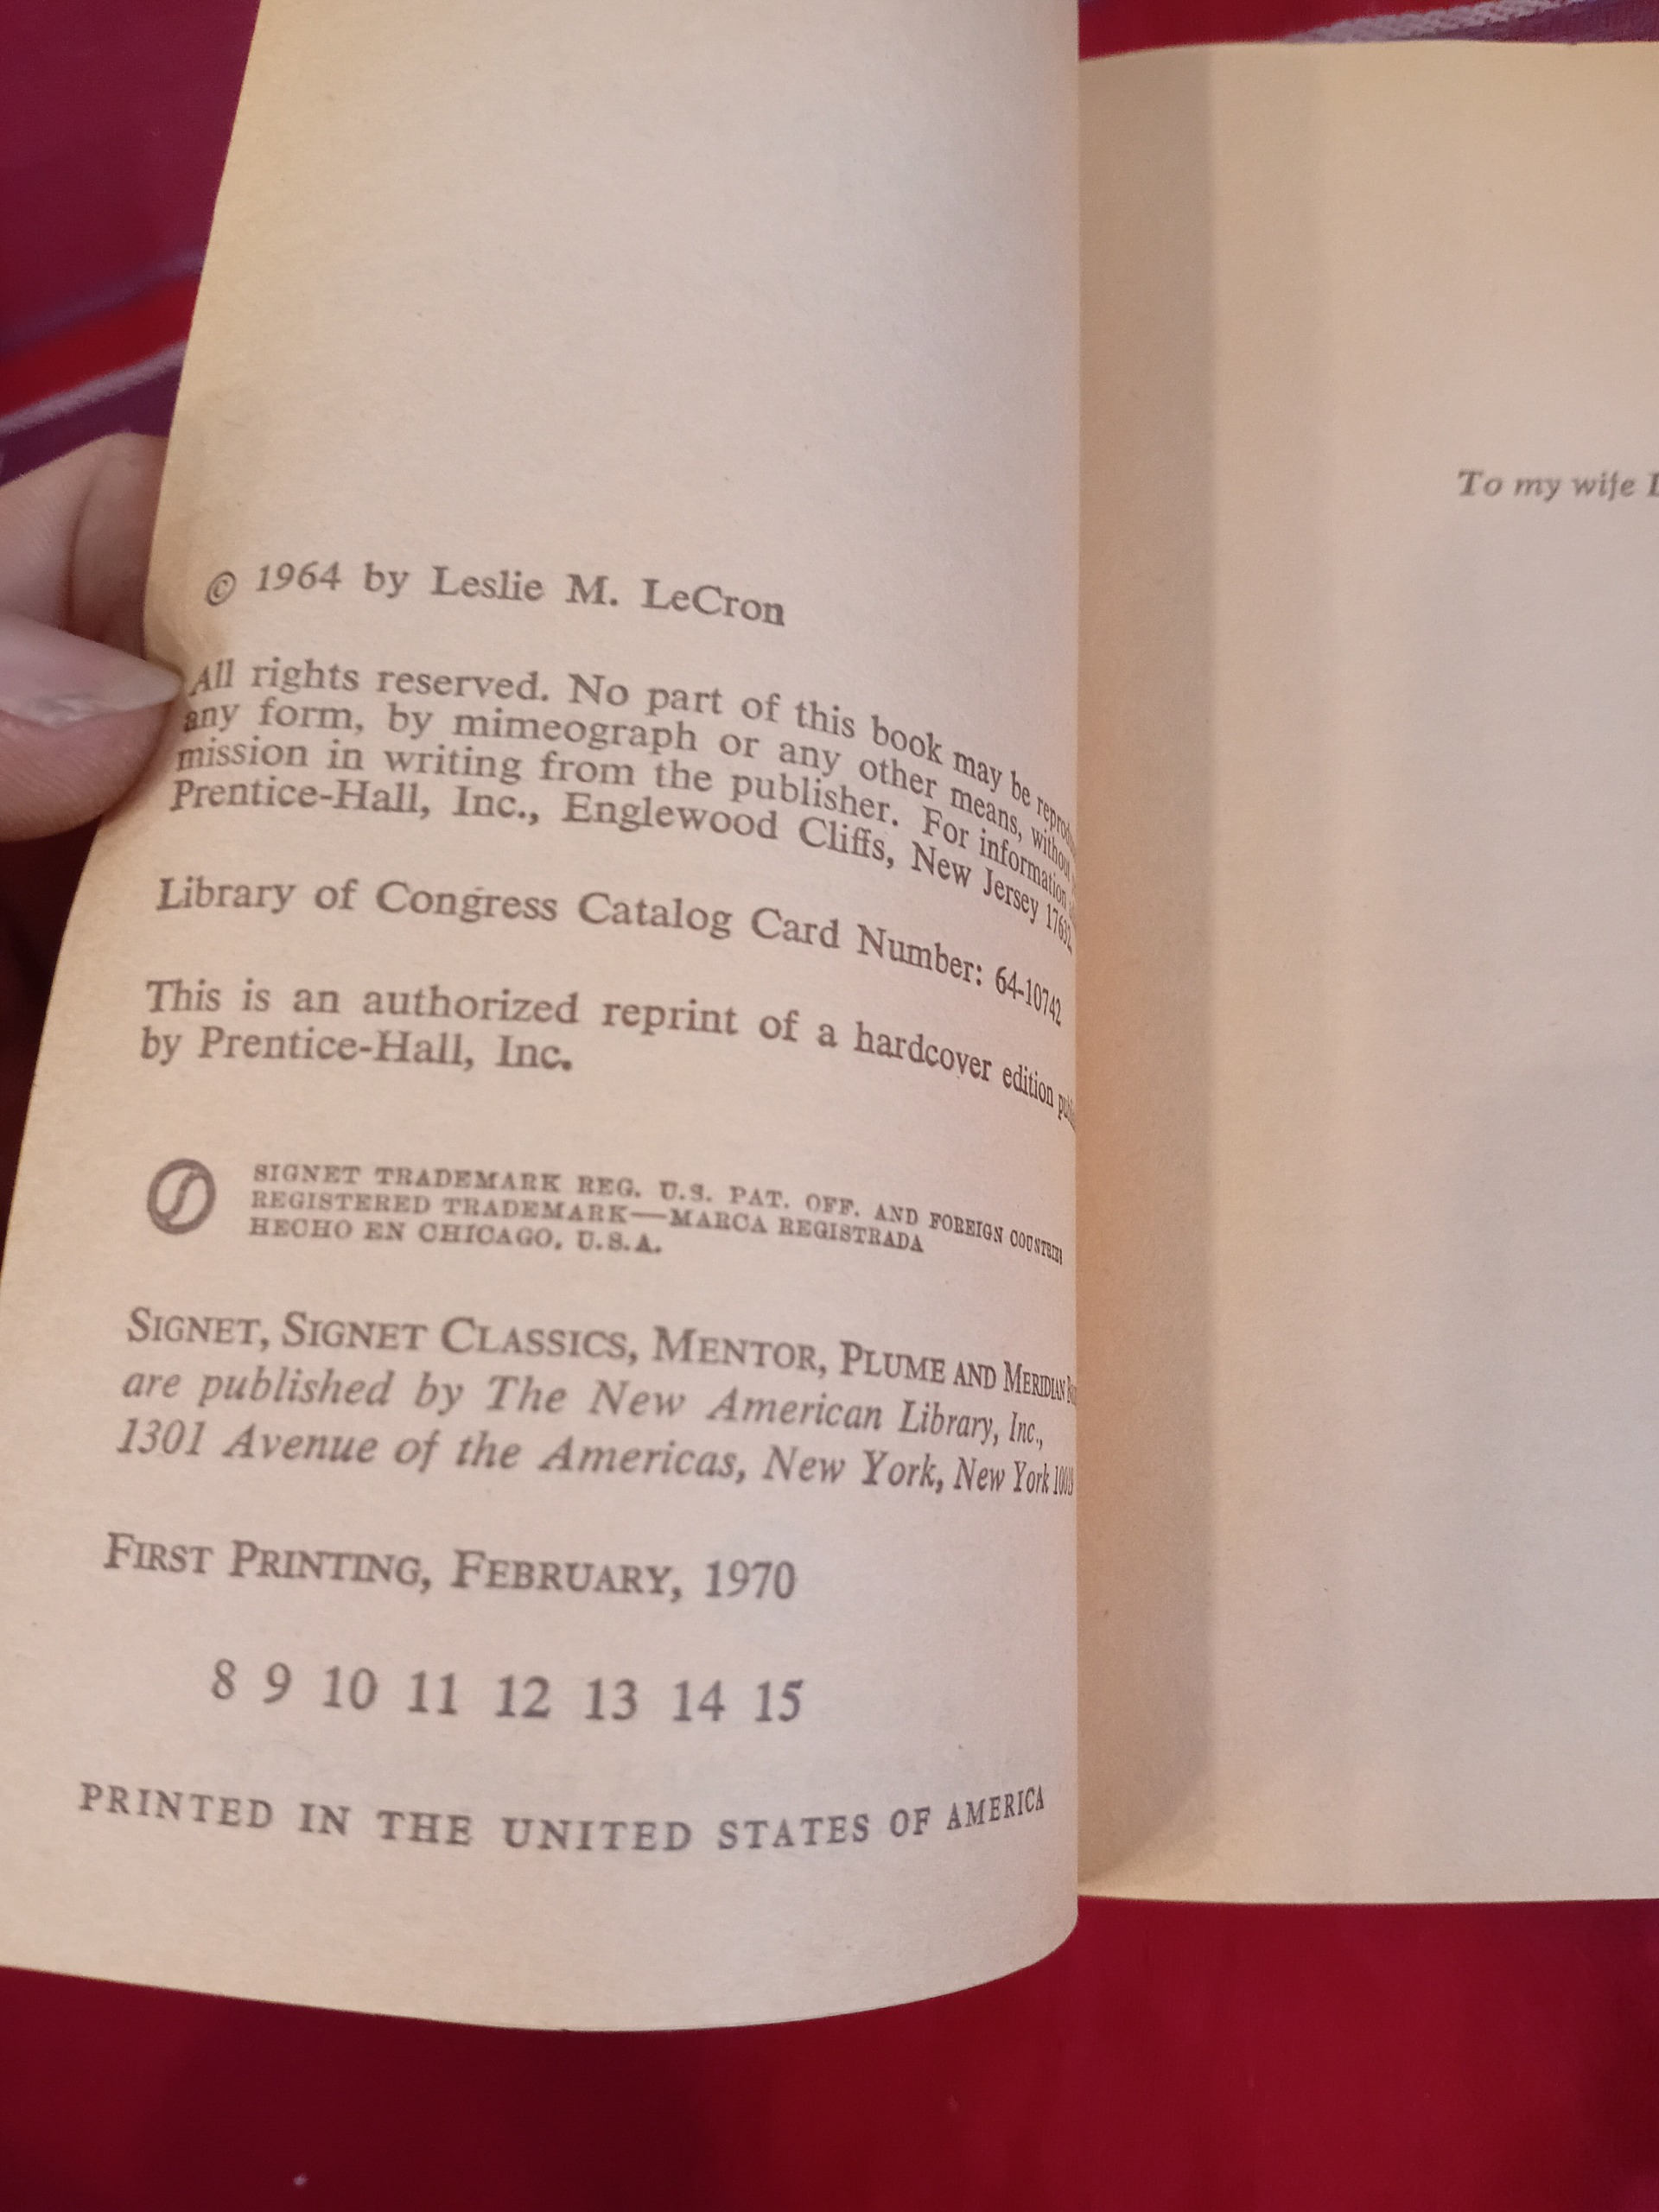 © 1964 by Leslie M. LeCron
All rights reserved. No part of this book may be
any form, by mimeograph or any other means, without
mission in writing from the publisher. For information
Prentice-Hall, Inc., Englewood Cliffs, New Jersey 17632.
Library of Congress Catalog Card Number: 64-10742
This is an authorized reprint of a hardcover edition
by Prentice-Hall, Inc.
SIGNET TRADEMARK REG. U.S. PAT. OFF. AND FOREIGN COUNTRIES
REGISTERED TRADEMARK—MARCA REGISTRADA
HECHO EN CHICAGO, U.S.A.
SIGNET, SIGNET CLASSICS, MENTOR, PLUME AND MERIDIAN
are published by The New American Library, Inc.,
1301 Avenue of the Americas, New York, New York
FIRST PRINTING, FEBRUARY, 1970
8 9 10 11 12 13 14 15
PRINTED IN THE UNITED STATES OF AMERICA
To my wife